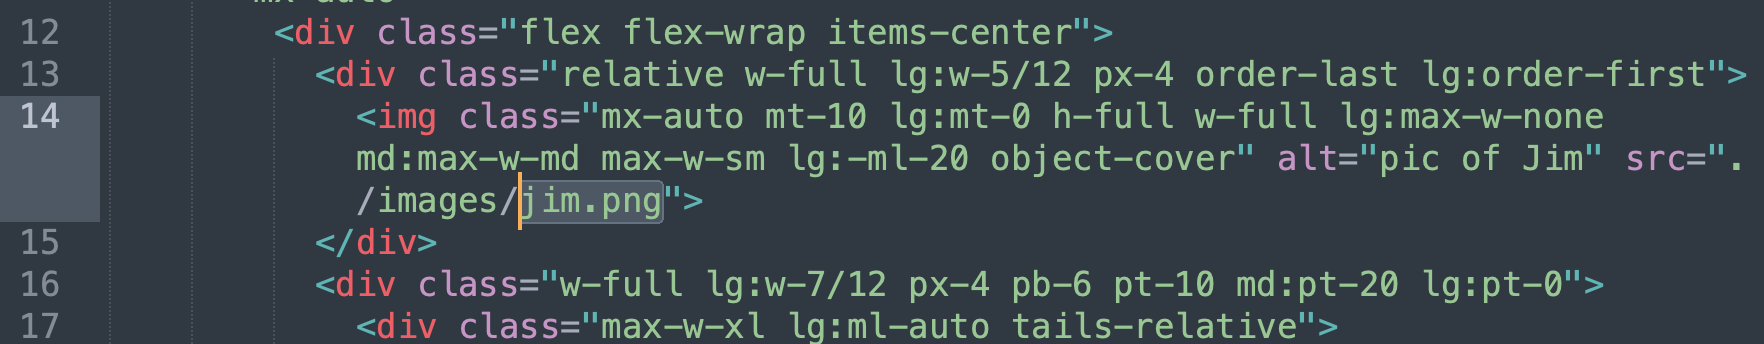 12 <div class="flex flex-wrap items-center">
13 <div class="relative w-full lg:w-5/12 px-4 order-last lg:order-first">
14 <img class="mx-auto mt-10 lg:mt-0 h-full w-full lg:max-w-none
md:max-w-md max-w-sm lg:-ml-20 object-cover" alt="pic of Jim" src=".
/images/jim.png">
15 </div>
16 <div class="w-full lg:w-7/12 px-4 pb-6 pt-10 md:pt-20 lg:pt-0">
17 <div class="max-w-xl lg:ml-auto tails-relative">